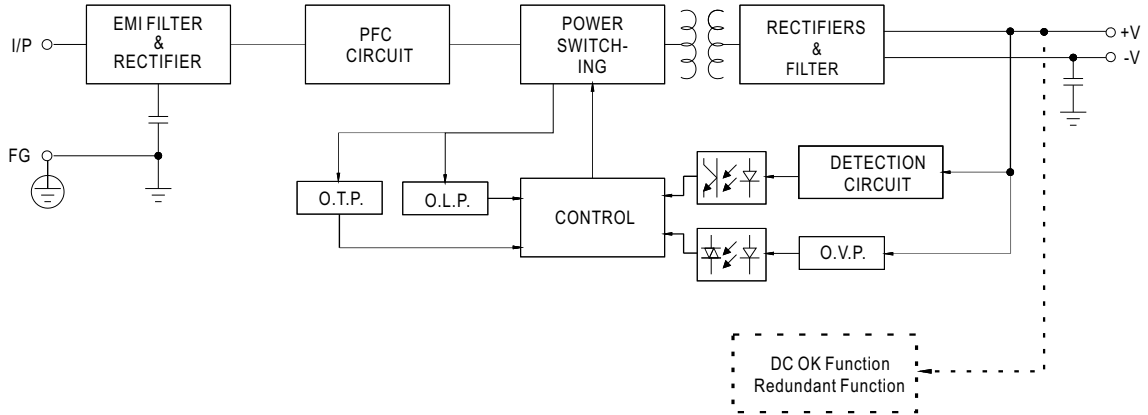 I/P
EMI FILTER
&
RECTIFIER
PFC
CIRCUIT
POWER
SWITCH-
ING
RECTIFIERS
&
FILTER
+V
-V
FG
O.T.P.
O.L.P.
CONTROL
DETECTION
CIRCUIT
O.V.P.
DC OK Function
Redundant Function